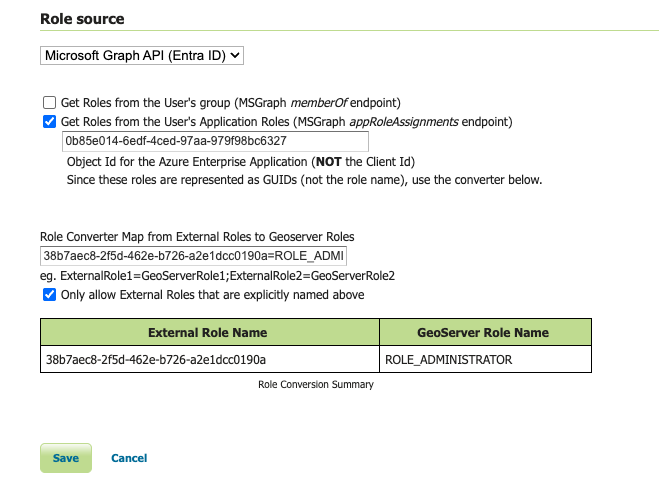 Role source
Microsoft Graph API (Entra ID)
Get Roles from the User's group (MSGraph memberOf endpoint)
Get Roles from the User's Application Roles (MSGraph appRoleAssignments endpoint)
0b85e014-6edf-4ced-97aa-979f98bc6327
Object Id for the Azure Enterprise Application (NOT the Client Id)
Since these roles are represented as GUIDs (not the role name), use the converter below.
Role Converter Map from External Roles to Geoserver Roles
38b7aec8-2f5d-462e-b726-a2e1dcc0190a=ROLE_ADMI
eg. ExternalRole1=GeoServerRole1;ExternalRole2=GeoServerRole2
Only allow External Roles that are explicitly named above
External Role Name GeoServer Role Name
38b7aec8-2f5d-462e-b726-a2e1dcc0190a ROLE_ADMINISTRATOR
Role Conversion Summary
Save Cancel